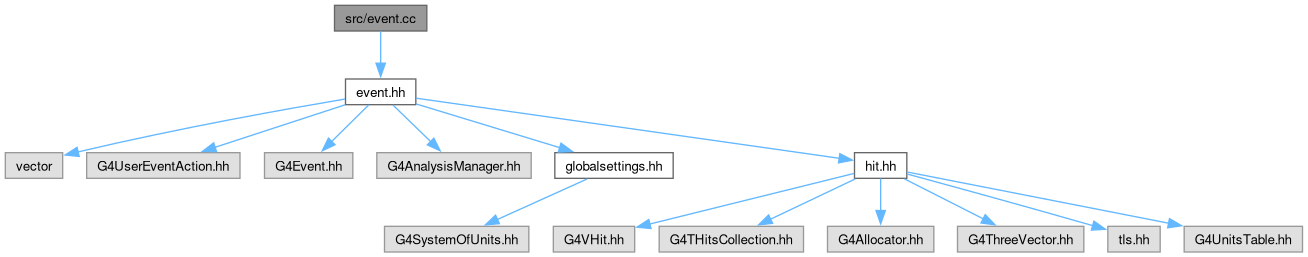 src/event.cc
event.hh
vector
G4UserEventAction.hh
G4Event.hh
G4AnalysisManager.hh
globalsettings.hh
hit.hh
G4SystemOfUnits.hh
G4VHit.hh
G4THitsCollection.hh
G4Allocator.hh
G4ThreeVector.hh
tls.hh
G4UnitsTable.hh